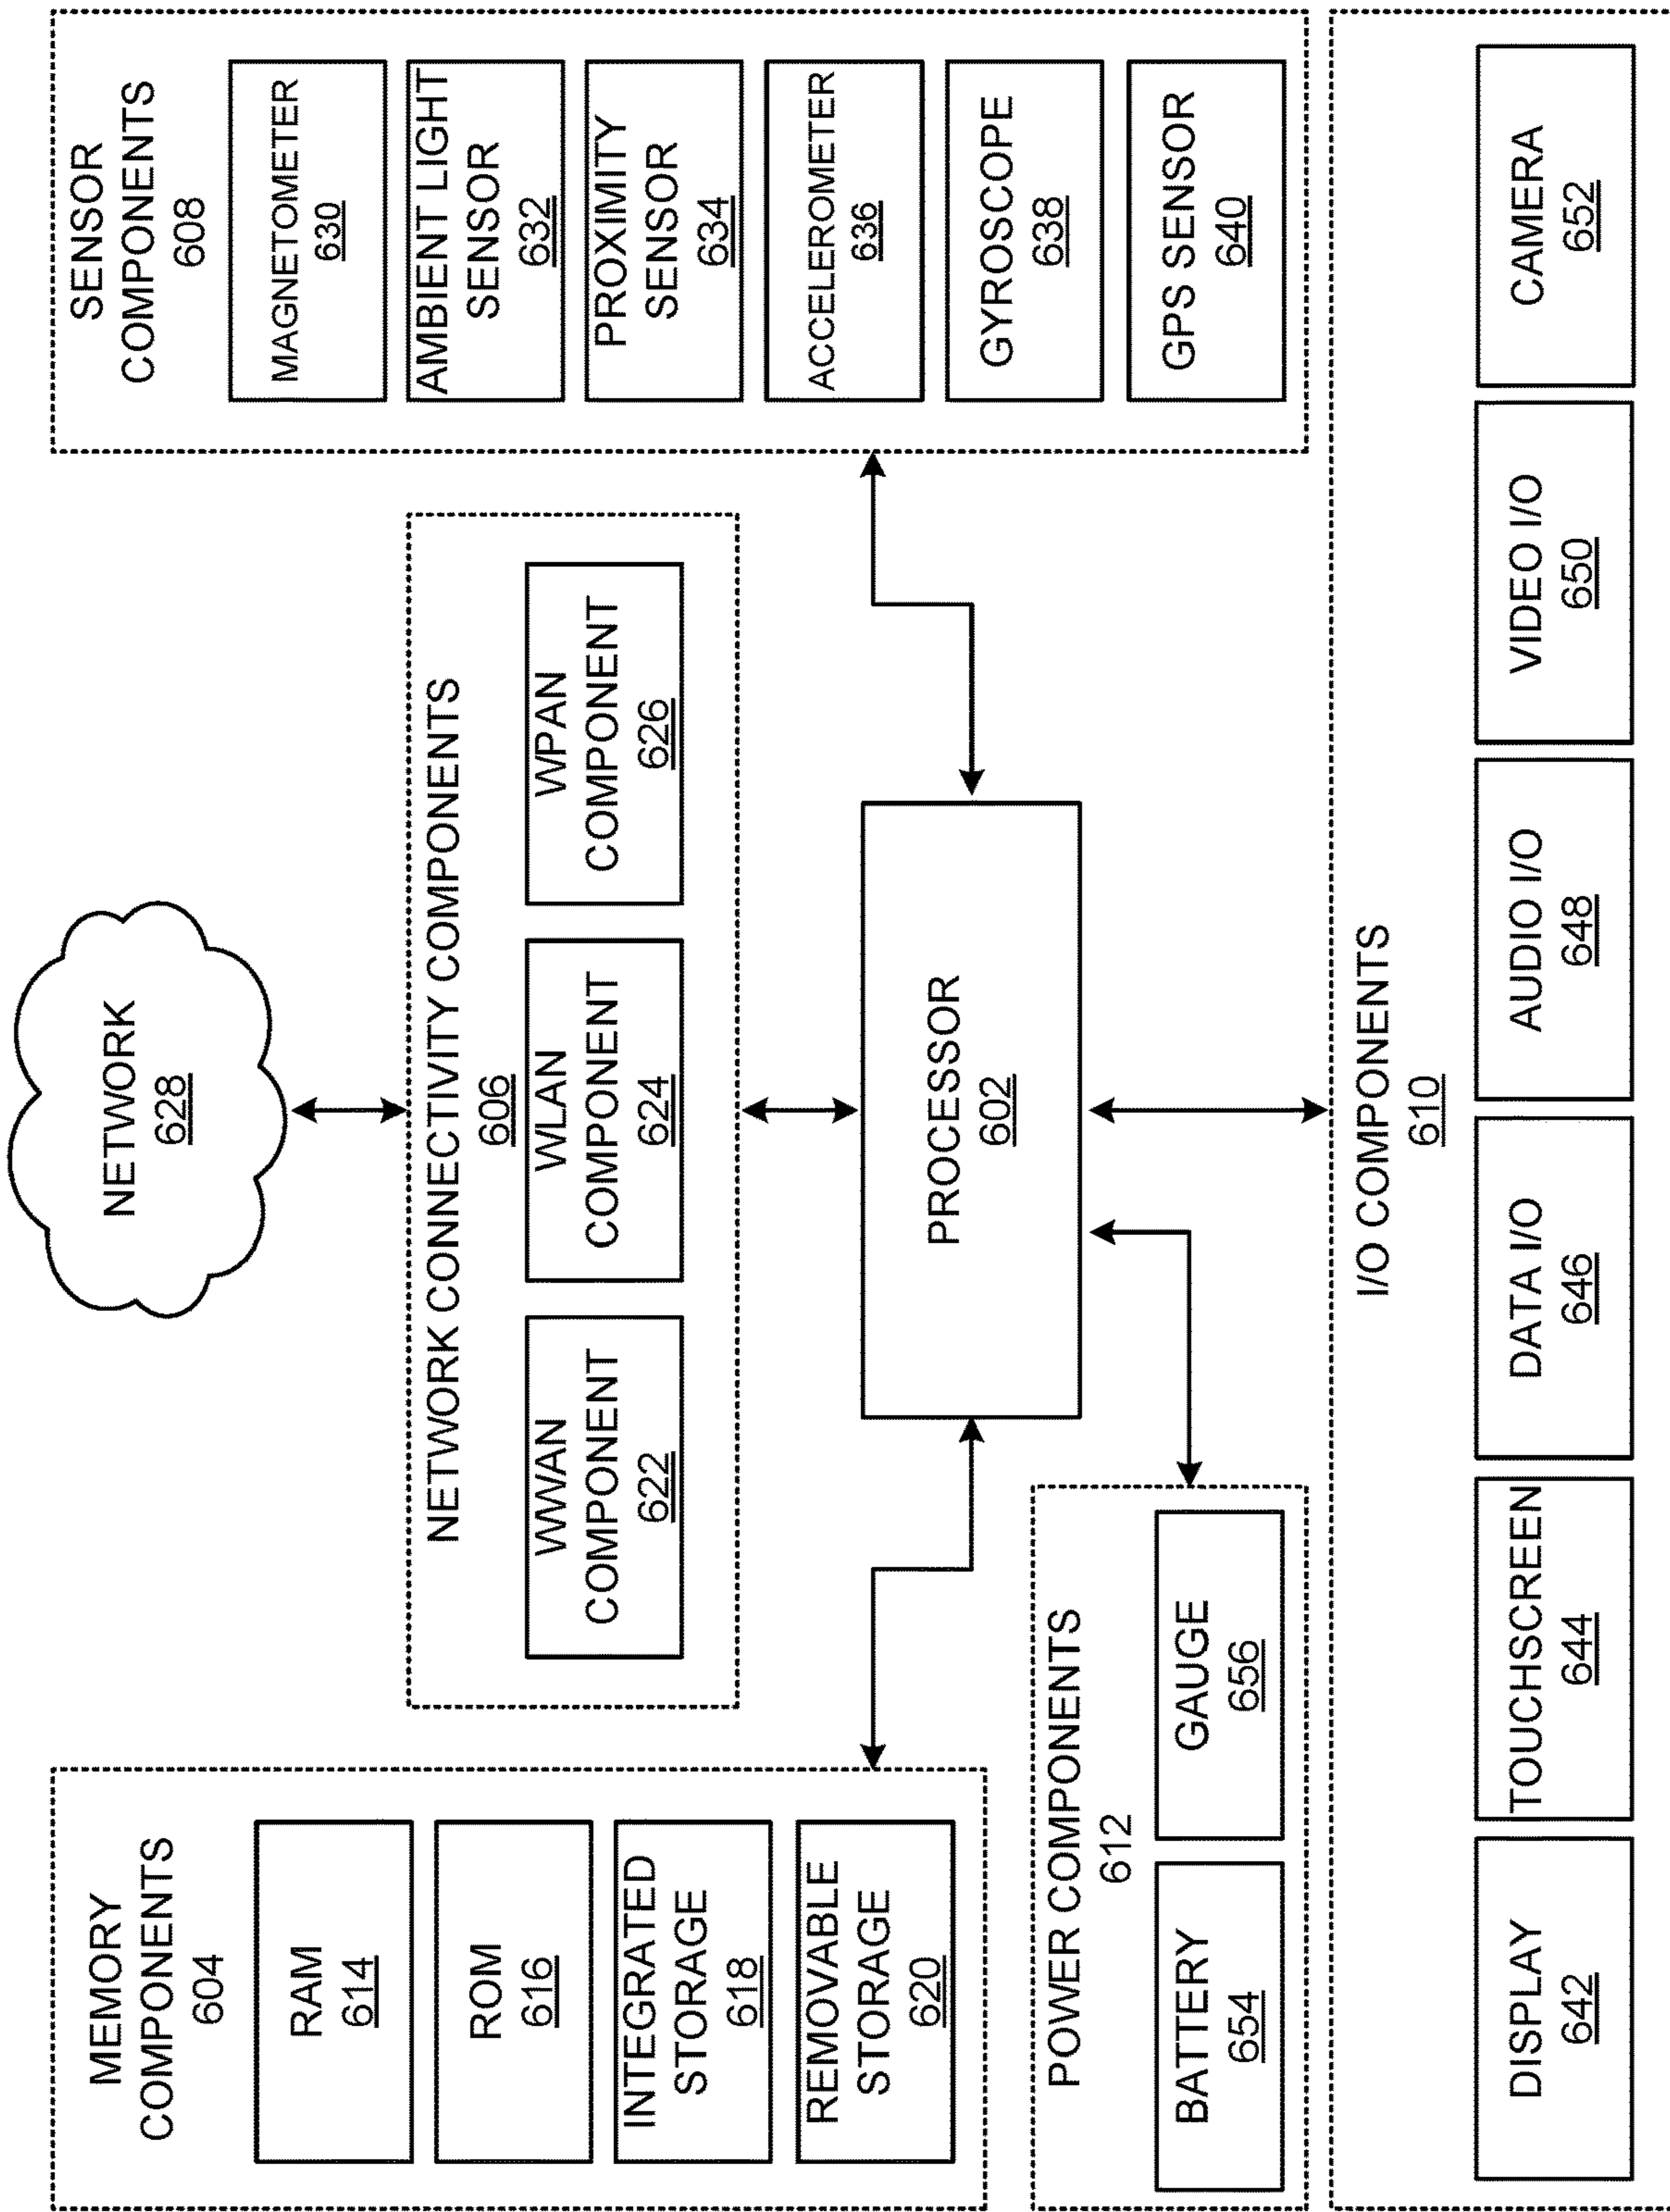 NETWORK
628
MEMORY
COMPONENTS
604
RAM
614
ROM
616
INTEGRATED
STORAGE
618
REMOVABLE
STORAGE
620
NETWORK CONNECTIVITY COMPONENTS
606
WWAN
COMPONENT
622
WLAN
COMPONENT
624
WPAN
COMPONENT
626
SENSOR
COMPONENTS
608
MAGNETOMETER
630
AMBIENT LIGHT
SENSOR
632
PROXIMITY
SENSOR
634
ACCELEROMETER
636
GYROSCOPE
638
GPS SENSOR
640
PROCESSOR
602
POWER COMPONENTS
612
BATTERY
654
GAUGE
656
I/O COMPONENTS
610
DISPLAY
642
TOUCHSCREEN
644
DATA I/O
646
AUDIO I/O
648
VIDEO I/O
650
CAMERA
652